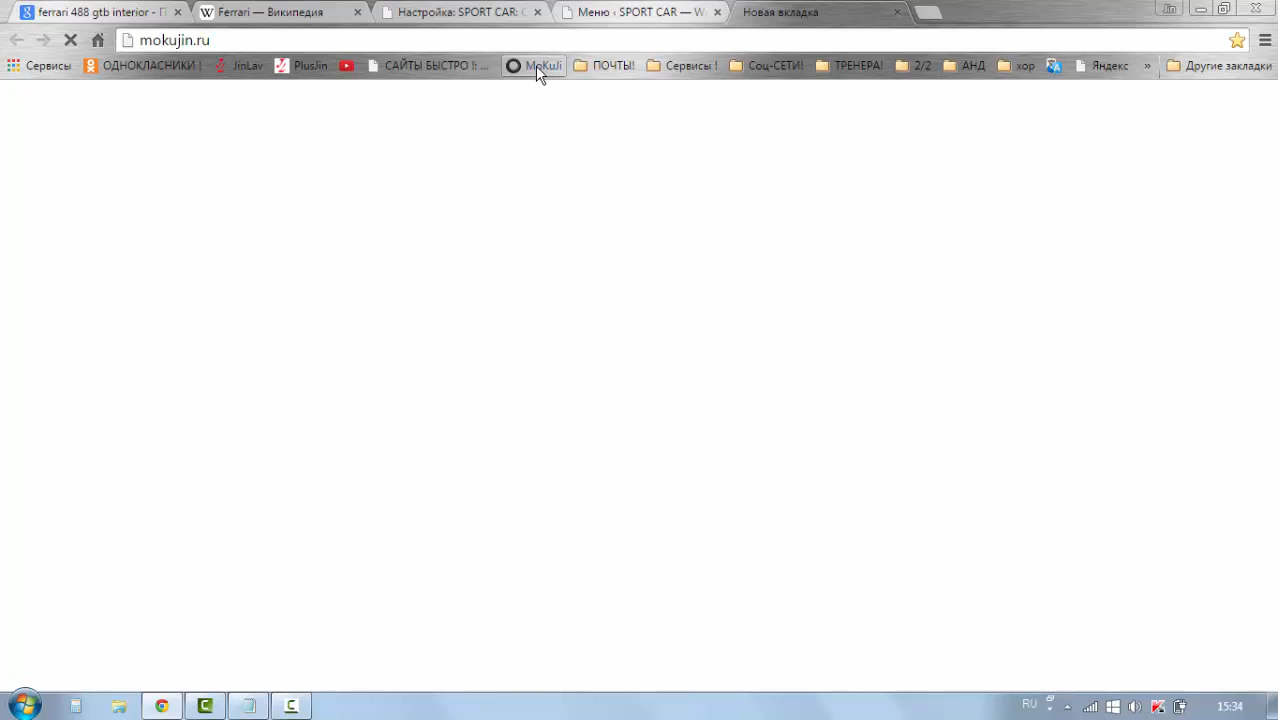 ferrari 488 gtb interior - П
Ferrari — Википедия
Настройка: SPORT CAR: C
Меню ‹ SPORT CAR — W
Новая вкладка
Jin
mokujin.ru
Сервисы
ОДНОКЛАСНИКИ |
JinLav
PlusJin
САЙТЫ БЫСТРО !: ...
MoKuJi
ПОЧТЫ!
Сервисы !
Соц-СЕТИ!
ТРЕНЕРА!
2/2
АНД
хор
Яндекс
»
Другие закладки
RU
15:34